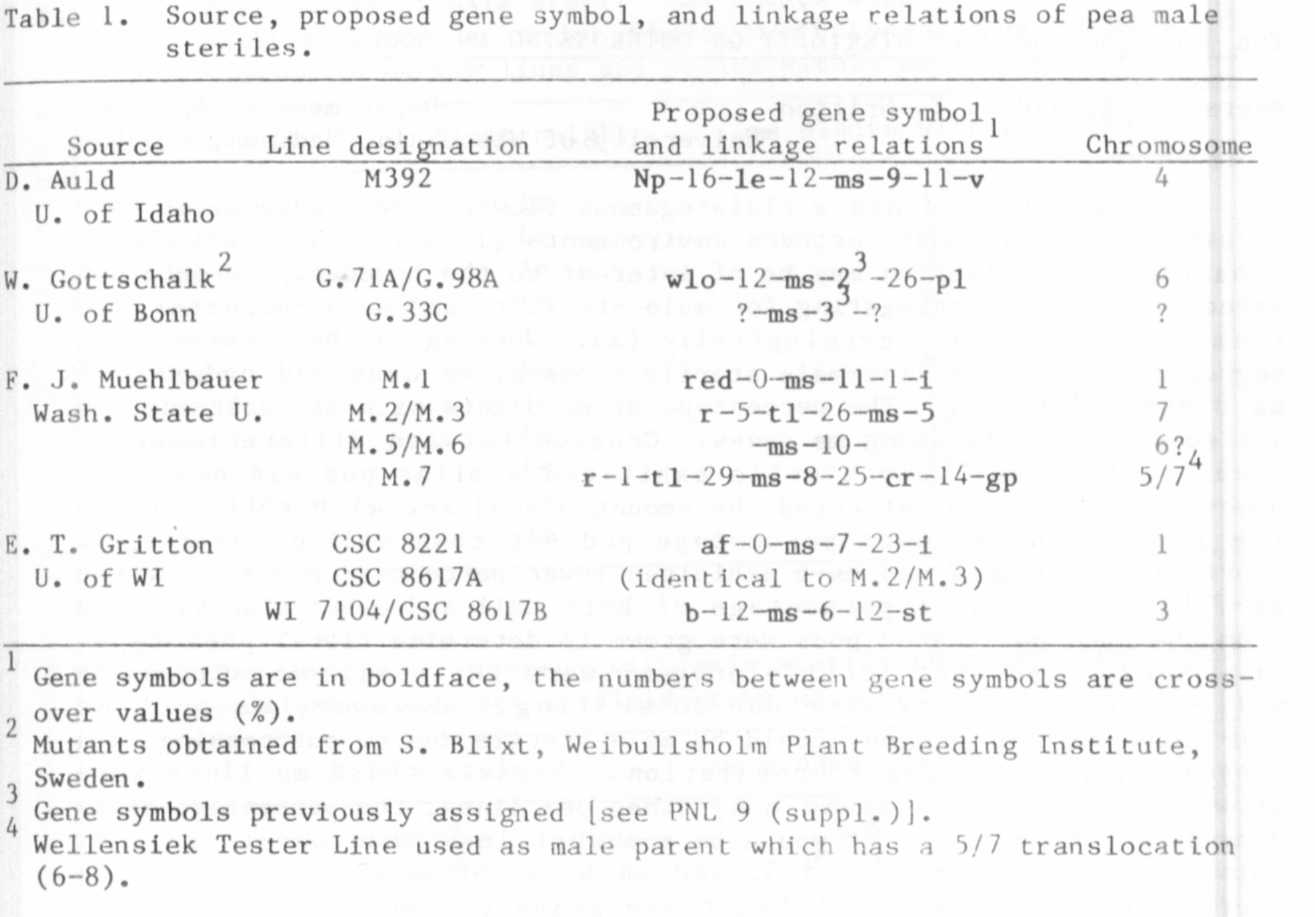 Table 1. Source, proposed gene symbol, and linkage relations of pea male
steriles.
Proposed gene symbol
Source Line designation and linkage relations1 Chromosome
D. Auld M392 Np-16-le-12-ms-9-11-v 4
U. of Idaho
W. Gottschalk2 G.71A/G.98A wlo-12-ms-23-26-pl 6
U. of Bonn G.33C ?-ms-33-? ?
F. J. Muehlbauer M.1 red-0-ms-11-1-i 1
Wash. State U. M.2/M.3 r-5-tl-26-ms-5 7
M.5/M.6 -ms-10- 6?
M.7 r-1-tl-29-ms-8-25-cr-14-gp 5/74
E. T. Gritton CSC 8221 af-0-ms-7-23-i 1
U. of WI CSC 8617A (identical to M.2/M.3)
WI 7104/CSC 8617B b-12-ms-6-12-st 3
1
Gene symbols are in boldface, the numbers between gene symbols are cross-
over values (%).
2
Mutants obtained from S. Blixt, Weibullsholm Plant Breeding Institute,
Sweden.
3
Gene symbols previously assigned [see PNL 9 (suppl.)].
4
Wellensiek Tester Line used as male parent which has a 5/7 translocation
(6-8).